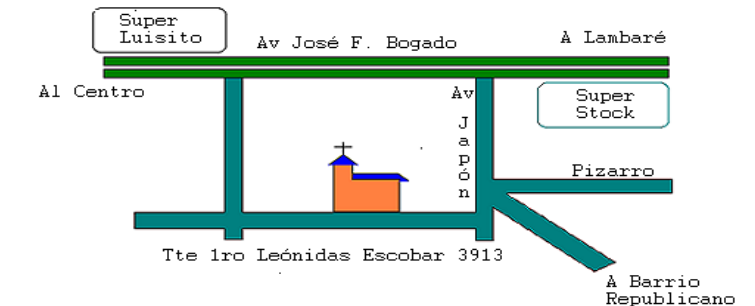 Super
Luisito
Av José F. Bogado
A Lambaré
Al Centro
Av
Japón
Super
Stock
Pizarro
Tte 1ro Leónidas Escobar 3913
A Barrio
Republicano